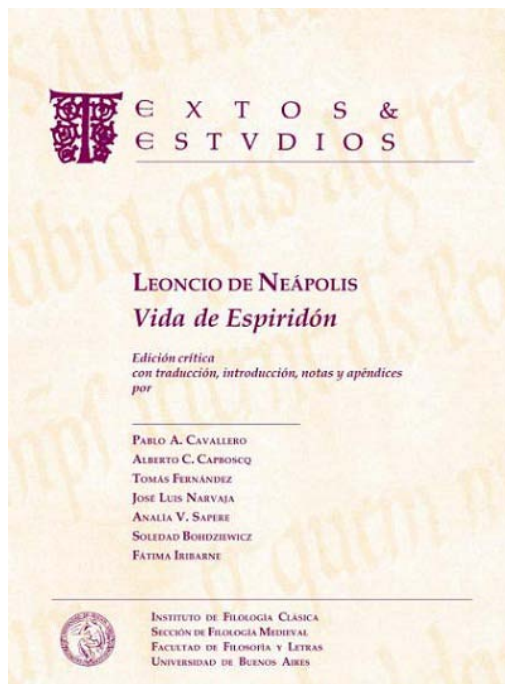 TEXTOS &
ESTVDIOS
LEONCIO DE NEÁPOLIS
Vida de Espiridón
Edición crítica
con traducción, introducción, notas y apéndices
por
PABLO A. CAVALLERO
ALBERTO C. CAPBOSCQ
TOMÁS FERNÁNDEZ
JOSÉ LUIS NARVAJA
ANALÍA V. SAPERE
SOLEDAD BOHDZIEWICZ
FÁTIMA IRIBARNE
INSTITUTO DE FILOLOGÍA CLÁSICA
SECCIÓN DE FILOLOGÍA MEDIEVAL
FACULTAD DE FILOSOFÍA Y LETRAS
UNIVERSIDAD DE BUENOS AIRES